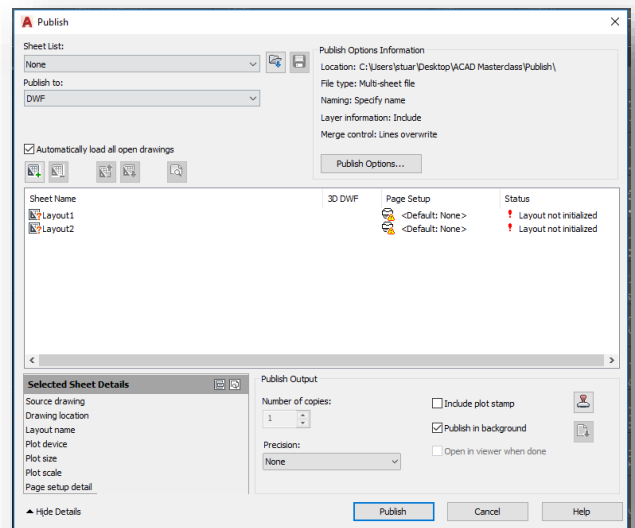 Publish
Sheet List:
None
Publish to:
DWF
Automatically load all open drawings
Publish Options Information
Location: C:\Users\stuar\Desktop\ACAD Masterclass\Publish\
File type: Multi-sheet file
Naming: Specify name
Layer information: Include
Merge control: Lines overwrite
Publish Options...
Sheet Name 3D DWF Page Setup Status
Layout1 <Default: None> Layout not initialized
Layout2 <Default: None> Layout not initialized
Selected Sheet Details
Source drawing
Drawing location
Layout name
Plot device
Plot size
Plot scale
Page setup detail
Publish Output
Number of copies:
1
Precision:
None
Include plot stamp
Publish in background
Open in viewer when done
Hide Details
Publish
Cancel
Help